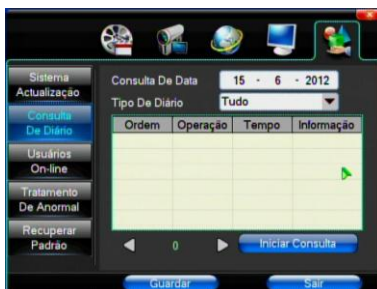 Sistema
Actualização
Consulta
De Diário
Usuários
On-line
Tratamento
De Anormal
Recuperar
Padrão
Consulta De Data 15 - 6 - 2012
Tipo De Diário Tudo
Ordem Operação Tempo Informação
0 Iniciar Consulta
Guardar Sair